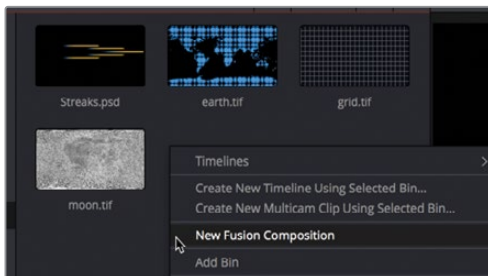 Streaks.psd
earth.tif
grid.tif
moon.tif
Timelines
Create New Timeline Using Selected Bin...
Create New Multicam Clip Using Selected Bin...
New Fusion Composition
Add Bin